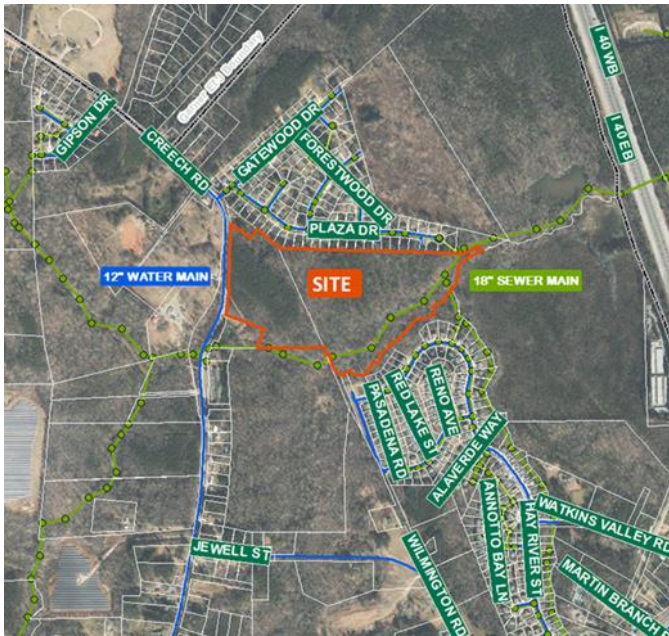 I 40 WB
I 40 EB
GIPSON DR
CREECH RD
GATEWOOD DR
FORESTWOOD DR
PLAZA DR
12" WATER MAIN
SITE
18" SEWER MAIN
PASADENA RD
RED LAKE ST
RENO AVE
ALAVERDE WAY
ANNOTTO BAY LN
HAY RIVER ST
WATKINS VALLEY RD
JEWELL ST
WILMINGTON RD
MARTIN BRANCH